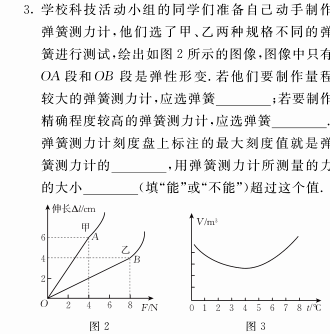 3. 学校科技活动小组的同学们准备自己动手制作
弹簧测力计,他们选了甲、乙两种规格不同的弹
簧进行测试,绘出如图 2 所示的图像,图像中只有
OA 段和 OB 段是弹性形变. 若他们要制作量程
较大的弹簧测力计,应选弹簧________;若要制作
精确程度较高的弹簧测力计,应选弹簧________.
弹簧测力计刻度盘上标注的最大刻度值就是弹
簧测力计的________,用弹簧测力计所测量的力
的大小________(填“能”或“不能”)超过这个值.
伸长Δl/cm
甲
6
A
乙
4
B
2
O 2 4 6 8 F/N
图 2
V/m³
0 1 2 3 4 5 6 7 8 t/℃
图 3